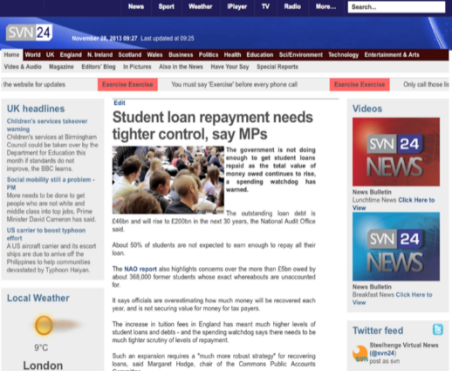 News Sport Weather iPlayer TV Radio More... Search...
SVN 24
November 28, 2013 09:27 Last updated at 09:25
Home World UK England N. Ireland Scotland Wales Business Politics Health Education Sci/Environment Technology Entertainment & Arts
Video & Audio Magazine Editors' Blog In Pictures Also in the News Have Your Say Special Reports
the website for updates Exercise Exercise You must say 'Exercise' before every phone call Exercise Exercise Only call those lis
UK headlines
Children's services takeover
warning
Children's services at Birmingham
Council could be taken over by the
Department for Education this
month if standards do not
improve, the BBC learns.
Social mobility still a problem -
PM
More needs to be done to get
people who are not white and
middle class into top jobs, Prime
Minister David Cameron has said.
US carrier to boost typhoon
effort
A US aircraft carrier and its escort
ships are due to arrive off the
Philippines to help communities
devastated by Typhoon Haiyan.
Local Weather
9°C
London
Edit
Student loan repayment needs
tighter control, say MPs
The government is not doing
enough to get student loans
repaid as the total value of
money owed continues to rise,
a spending watchdog has
warned.
The outstanding loan debt is
£46bn and will rise to £200bn in the next 30 years, the National Audit Office
said.
About 50% of students are not expected to earn enough to repay all their
loan.
The NAO report also highlights concerns over the more than £5bn owed by
about 368,000 former students whose exact whereabouts are unaccounted
for.
It says officials are overestimating how much money will be recovered each
year, and is not securing value for money for tax payers.
The increase in tuition fees in England has meant much higher levels of
student loans and debts - and the spending watchdog says there needs to be
much tighter scrutiny of levels of repayment.
Such an expansion requires a "much more robust strategy" for recovering
loans, said Margaret Hodge, chair of the Commons Public Accounts
Videos
SVN 24
NEWS
News Bulletin
Lunchtime News Click Here to
View
SVN 24
NEWS
News Bulletin
Breakfast News Click Here to
View
Twitter feed
Steelhenge Virtual News
(@svn24)
post as sun